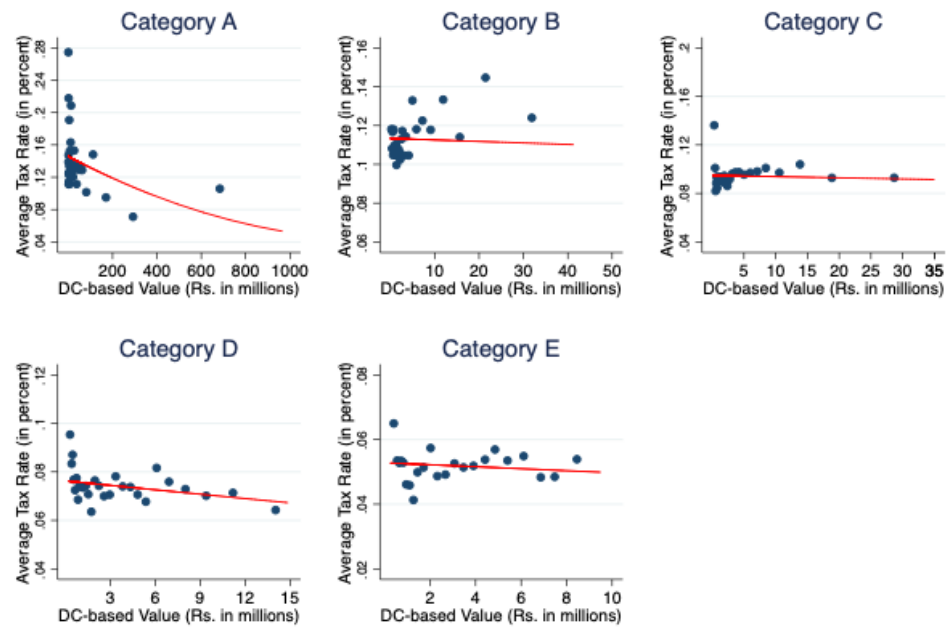 Category A
Average Tax Rate (in percent)
.28
.24
.2
.16
.12
.08
.04
200 400 600 800 1000
DC-based Value (Rs. in millions)
Category B
Average Tax Rate (in percent)
.16
.14
.12
.1
.08
.06
10 20 30 40 50
DC-based Value (Rs. in millions)
Category C
Average Tax Rate (in percent)
.2
.16
.12
.08
.04
5 10 15 20 25 30 35
DC-based Value (Rs. in millions)
Category D
Average Tax Rate (in percent)
.12
.1
.08
.06
.04
3 6 9 12 15
DC-based Value (Rs. in millions)
Category E
Average Tax Rate (in percent)
.08
.06
.04
.02
2 4 6 8 10
DC-based Value (Rs. in millions)